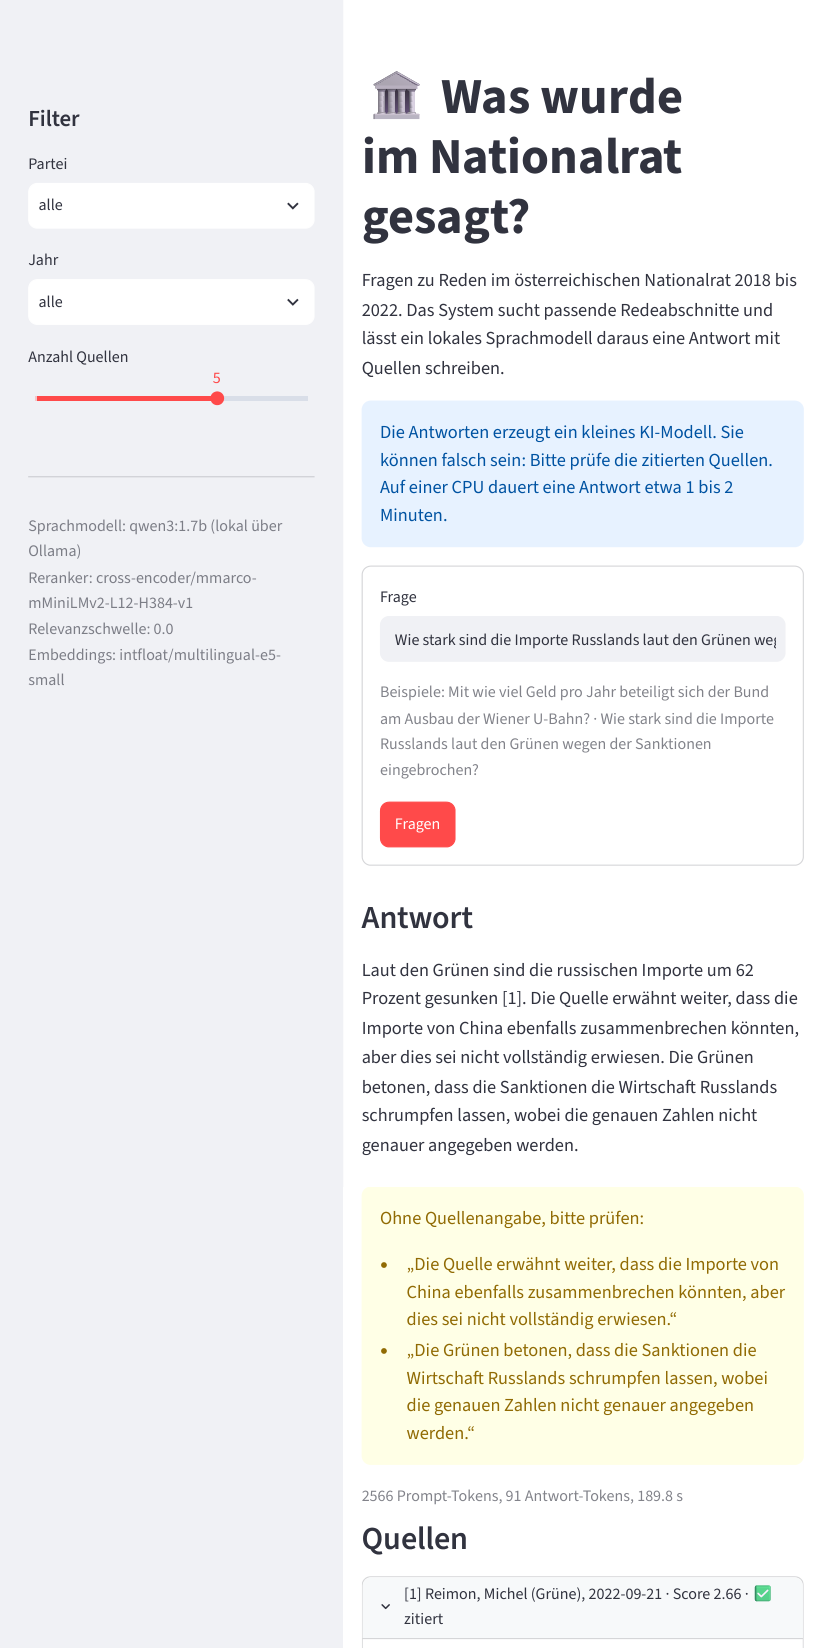 Filter
Partei
alle
Jahr
alle
Anzahl Quellen
5
Sprachmodell: qwen3:1.7b (lokal über
Ollama)
Reranker: cross-encoder/mmarco-
mMiniLMv2-L12-H384-v1
Relevanzschwelle: 0.0
Embeddings: intfloat/multilingual-e5-
small
Was wurde
im Nationalrat
gesagt?
Fragen zu Reden im österreichischen Nationalrat 2018 bis
2022. Das System sucht passende Redeabschnitte und
lässt ein lokales Sprachmodell daraus eine Antwort mit
Quellen schreiben.
Die Antworten erzeugt ein kleines KI-Modell. Sie
können falsch sein: Bitte prüfe die zitierten Quellen.
Auf einer CPU dauert eine Antwort etwa 1 bis 2
Minuten.
Frage
Wie stark sind die Importe Russlands laut den Grünen weg
Beispiele: Mit wie viel Geld pro Jahr beteiligt sich der Bund
am Ausbau der Wiener U-Bahn? · Wie stark sind die Importe
Russlands laut den Grünen wegen der Sanktionen
eingebrochen?
Fragen
Antwort
Laut den Grünen sind die russischen Importe um 62
Prozent gesunken [1]. Die Quelle erwähnt weiter, dass die
Importe von China ebenfalls zusammenbrechen könnten,
aber dies sei nicht vollständig erwiesen. Die Grünen
betonen, dass die Sanktionen die Wirtschaft Russlands
schrumpfen lassen, wobei die genauen Zahlen nicht
genauer angegeben werden.
Ohne Quellenangabe, bitte prüfen:
• „Die Quelle erwähnt weiter, dass die Importe von
China ebenfalls zusammenbrechen könnten, aber
dies sei nicht vollständig erwiesen.“
• „Die Grünen betonen, dass die Sanktionen die
Wirtschaft Russlands schrumpfen lassen, wobei
die genauen Zahlen nicht genauer angegeben
werden.“
2566 Prompt-Tokens, 91 Antwort-Tokens, 189.8 s
Quellen
[1] Reimon, Michel (Grüne), 2022-09-21 · Score 2.66 · ✅
zitiert